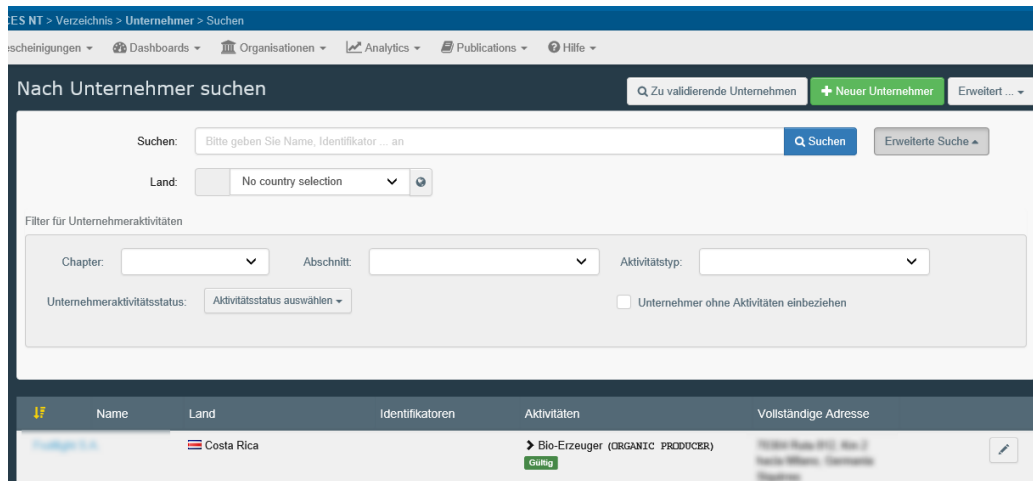 CES NT > Verzeichnis > Unternehmer > Suchen
escheinigungen Dashboards Organisationen Analytics Publications Hilfe
Nach Unternehmer suchen Zu validierende Unternehmen Neuer Unternehmer Erweitert ...
Suchen: Bitte geben Sie Name, Identifikator ... an Suchen Erweiterte Suche
Land: No country selection
Filter für Unternehmeraktivitäten
Chapter: Abschnitt: Aktivitätstyp:
Unternehmeraktivitätsstatus: Aktivitätsstatus auswählen Unternehmer ohne Aktivitäten einbeziehen
Name Land Identifikatoren Aktivitäten Vollständige Adresse
Costa Rica Bio-Erzeuger (ORGANIC PRODUCER)
Gültig